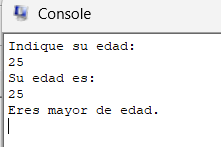 Console
Indique su edad:
25
Su edad es:
25
Eres mayor de edad.